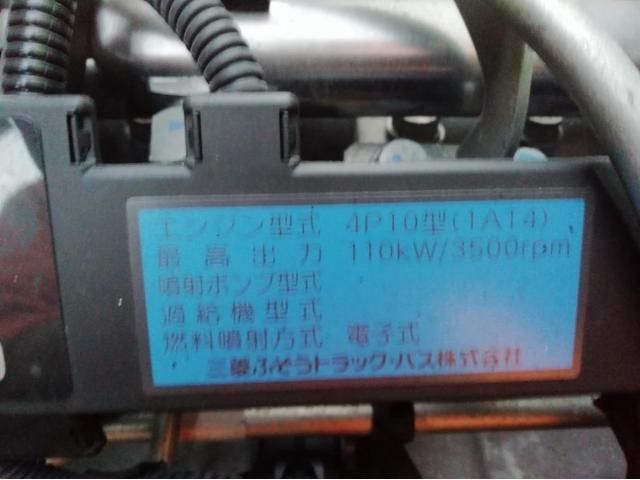 エンジン型式 4P10型(1A14)
最高出力 110kW/3500rpm
噴射ポンプ型式
過給機型式
燃料噴射方式 電子式
三菱ふそうトラック・バス株式会社